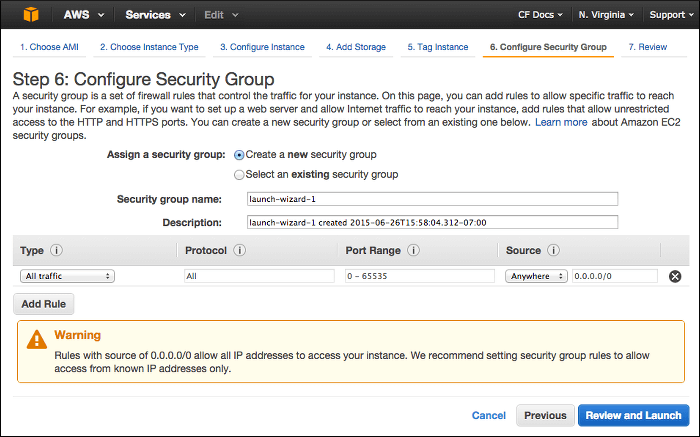 AWS Services Edit CF Docs N. Virginia Support
1. Choose AMI 2. Choose Instance Type 3. Configure Instance 4. Add Storage 5. Tag Instance 6. Configure Security Group 7. Review
Step 6: Configure Security Group
A security group is a set of firewall rules that control the traffic for your instance. On this page, you can add rules to allow specific traffic to reach
your instance. For example, if you want to set up a web server and allow Internet traffic to reach your instance, add rules that allow unrestricted
access to the HTTP and HTTPS ports. You can create a new security group or select from an existing one below. Learn more about Amazon EC2
security groups.
Assign a security group: Create a new security group
Select an existing security group
Security group name: launch-wizard-1
Description: launch-wizard-1 created 2015-06-26T15:58:04.312-07:00
Type Protocol Port Range Source
All traffic All 0 - 65535 Anywhere 0.0.0.0/0
Add Rule
Warning
Rules with source of 0.0.0.0/0 allow all IP addresses to access your instance. We recommend setting security group rules to allow
access from known IP addresses only.
Cancel Previous Review and Launch